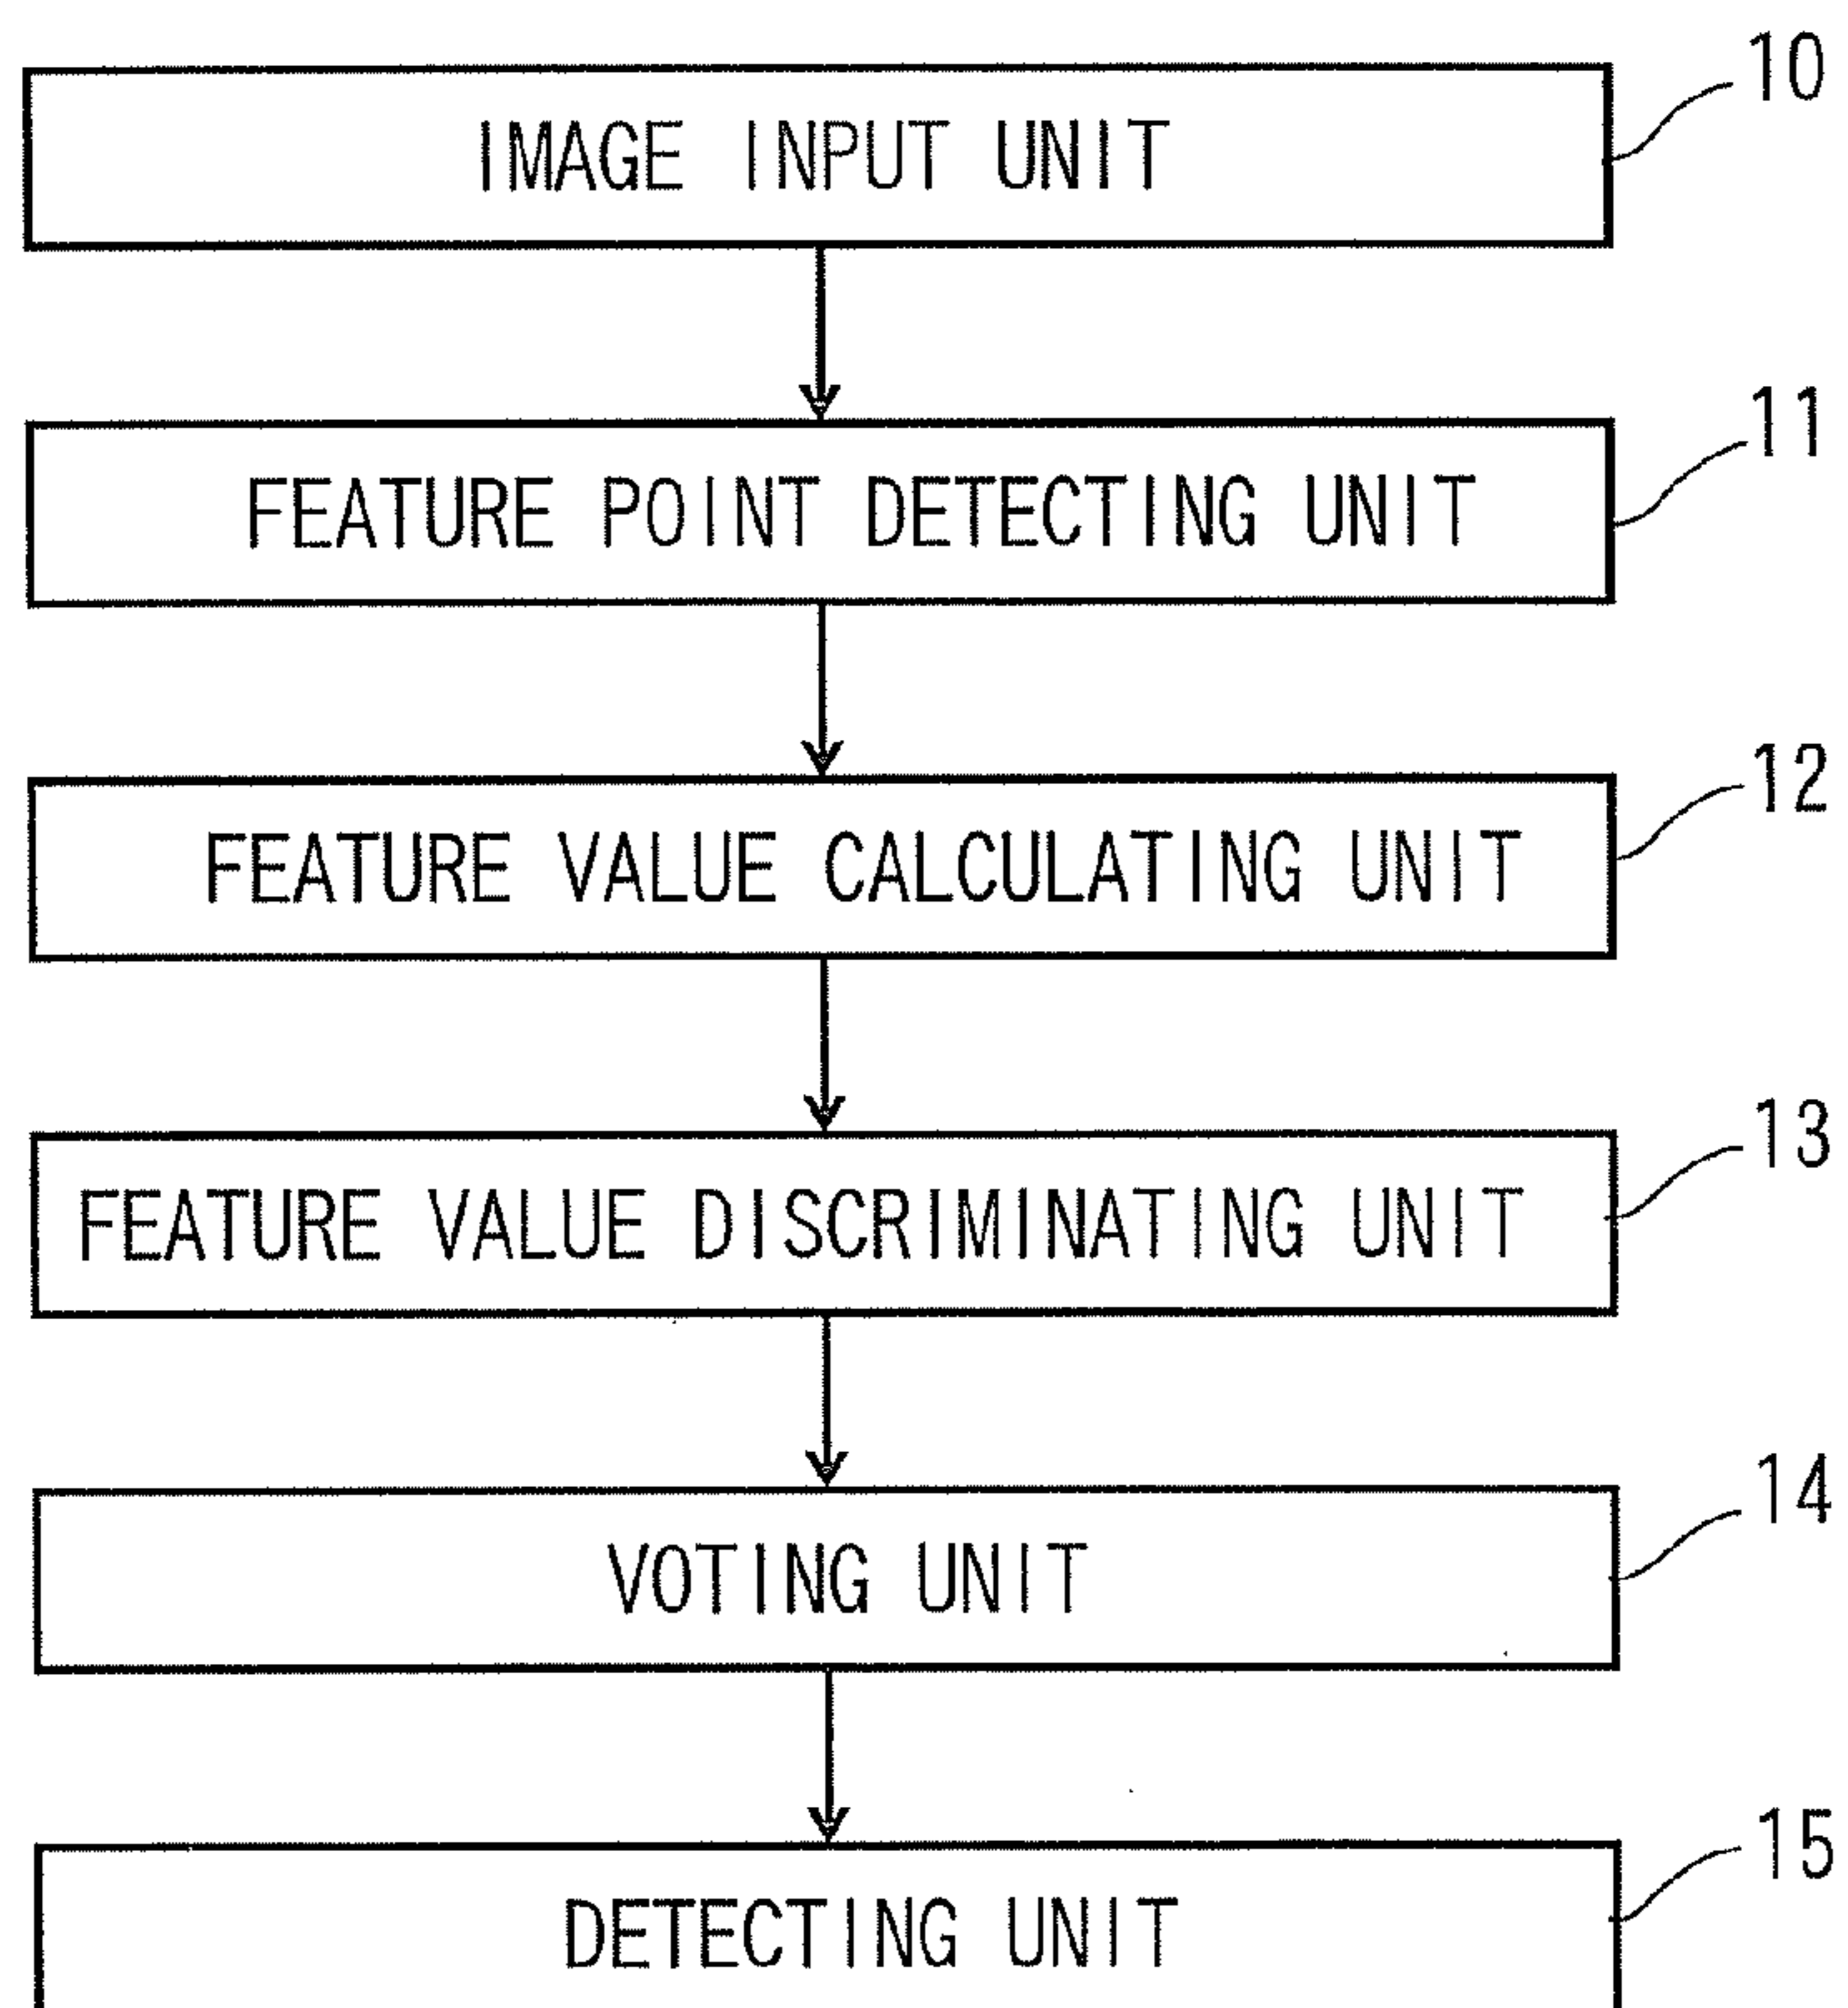 10
IMAGE INPUT UNIT
11
FEATURE POINT DETECTING UNIT
12
FEATURE VALUE CALCULATING UNIT
13
FEATURE VALUE DISCRIMINATING UNIT
14
VOTING UNIT
15
DETECTING UNIT